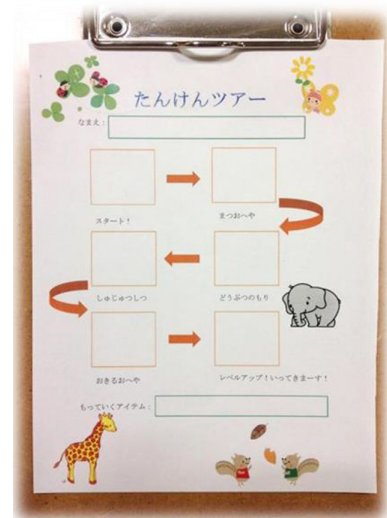 たんけんツアー
なまえ：
スタート！
まつおへや
どうぶつのもり
しゅじゅつしつ
おきるおへや
レベルアップ！いってきまーす！
もっていくアイテム：